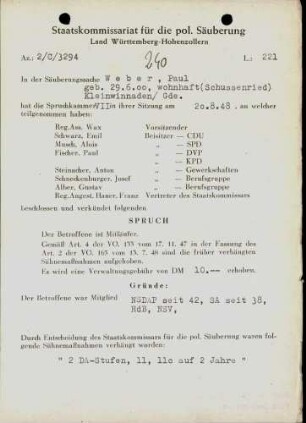 Staatskommissariat für die pol. Säuberung
Land Württemberg-Hohenzollern
Az.: 2/C/3294
240
L.: 221
In der Säuberungssache Weber, Paul
geb. 29.6.00, wohnhaft(Schussenried)
Kleinwinnaden/ Gde.
hat die Spruchkammer VII in ihrer Sitzung am 20.8.48, an welcher
teilgenommen haben:
Reg.Ass. Wax Vorsitzender
Schwarz, Emil Beisitzer — CDU
Musch, Alois „ — SPD
Fischer, Paul „ — DVP
„ — KPD
Steinacher, Anton „ — Gewerkschaften
Schneckenburger, Josef „ — Berufsgruppe
Alber, Gustav „ — Berufsgruppe
Reg.Angest. Hauer, Franz Vertreter des Staatskommissariats
beschlossen und verkündet folgenden
SPRUCH
Der Betroffene ist Mitläufer.
Gemäß Art. 4 der VO. 133 vom 17. 11. 47 in der Fassung des
Art. 2 der VO. 165 vom 13. 7. 48 sind die früher verhängten
Sühnemaßnahmen aufgehoben.
Es wird eine Verwaltungsgebühr von DM 10.-- erhoben.
Gründe:
Der Betroffene war Mitglied NSDAP seit 42, SA seit 38,
RdB, NSV,
Durch Entscheidung des Staatskommissars für die pol. Säuberung waren fol-
gende Sühnemaßnahmen verhängt worden:
" 2 DA-Stufen, 11, 11c auf 2 Jahre "